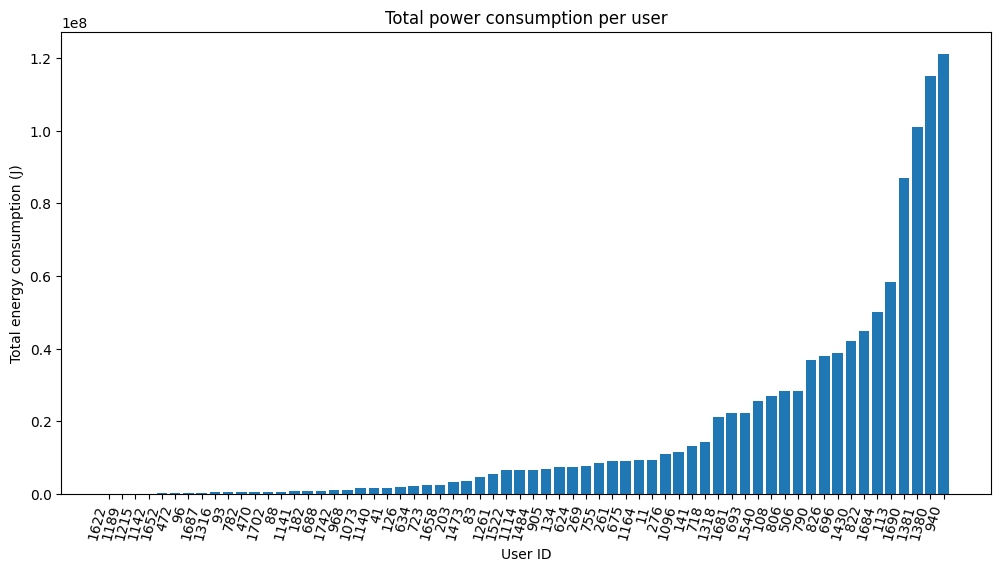 Total power consumption per user
1e8
1.2
1.0
0.8
0.6
0.4
0.2
0.0
Total energy consumption (J)
1622 1189 1215 1142 1652 472 96 1687 1316 93 782 470 1702 88 1141 182 688 1742 968 1073 1140 41 126 634 723 1658 203 1473 83 1261 1522 1114 1484 905 134 624 269 755 261 675 1164 11 276 1096 141 718 1318 1681 693 1540 108 806 506 790 826 696 1430 822 1684 113 1690 1381 1380 940
User ID